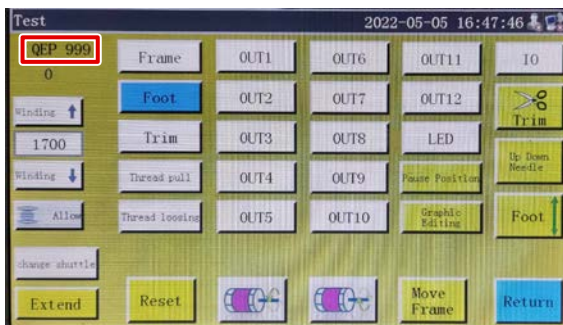 Test
2022-05-05 16:47:46
QEP 999
0
Frame
OUT1
OUT6
OUT11
IO
Winding
Foot
OUT2
OUT7
OUT12
Trim
1700
Trim
OUT3
OUT8
LED
Up Down
Needle
Winding
Thread pull
OUT4
OUT9
Pause Position
Allow
Thread loosing
OUT5
OUT10
Graphic
Editing
Foot
change shuttle
Extend
Reset
Move
Frame
Return